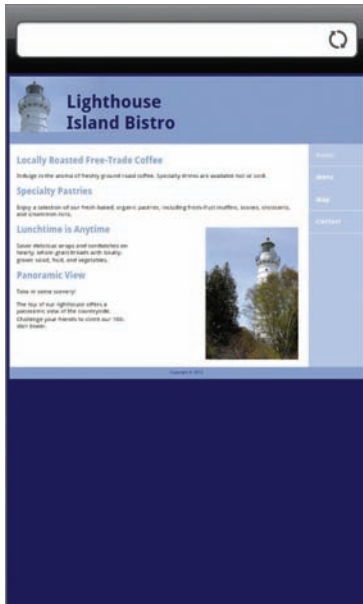 Lighthouse
Island Bistro
Locally Roasted Free-Trade Coffee
Indulge in the aroma of freshly ground roast coffee. Specialty drinks are available hot or cold.
Specialty Pastries
Enjoy a selection of our fresh-baked, organic pastries, including fresh-fruit muffins, scones, croissants,
and cinnamon rolls.
Lunchtime is Anytime
Savor delicious wraps and sandwiches on
hearty, whole-grain breads with locally-
grown salad, fruit, and vegetables.
Panoramic View
Take in some scenery!
The top of our lighthouse offers a
panoramic view of the countryside.
Challenge your friends to climb our 100-
stair tower.
Home
Menu
Map
Contact
Copyright © 2012